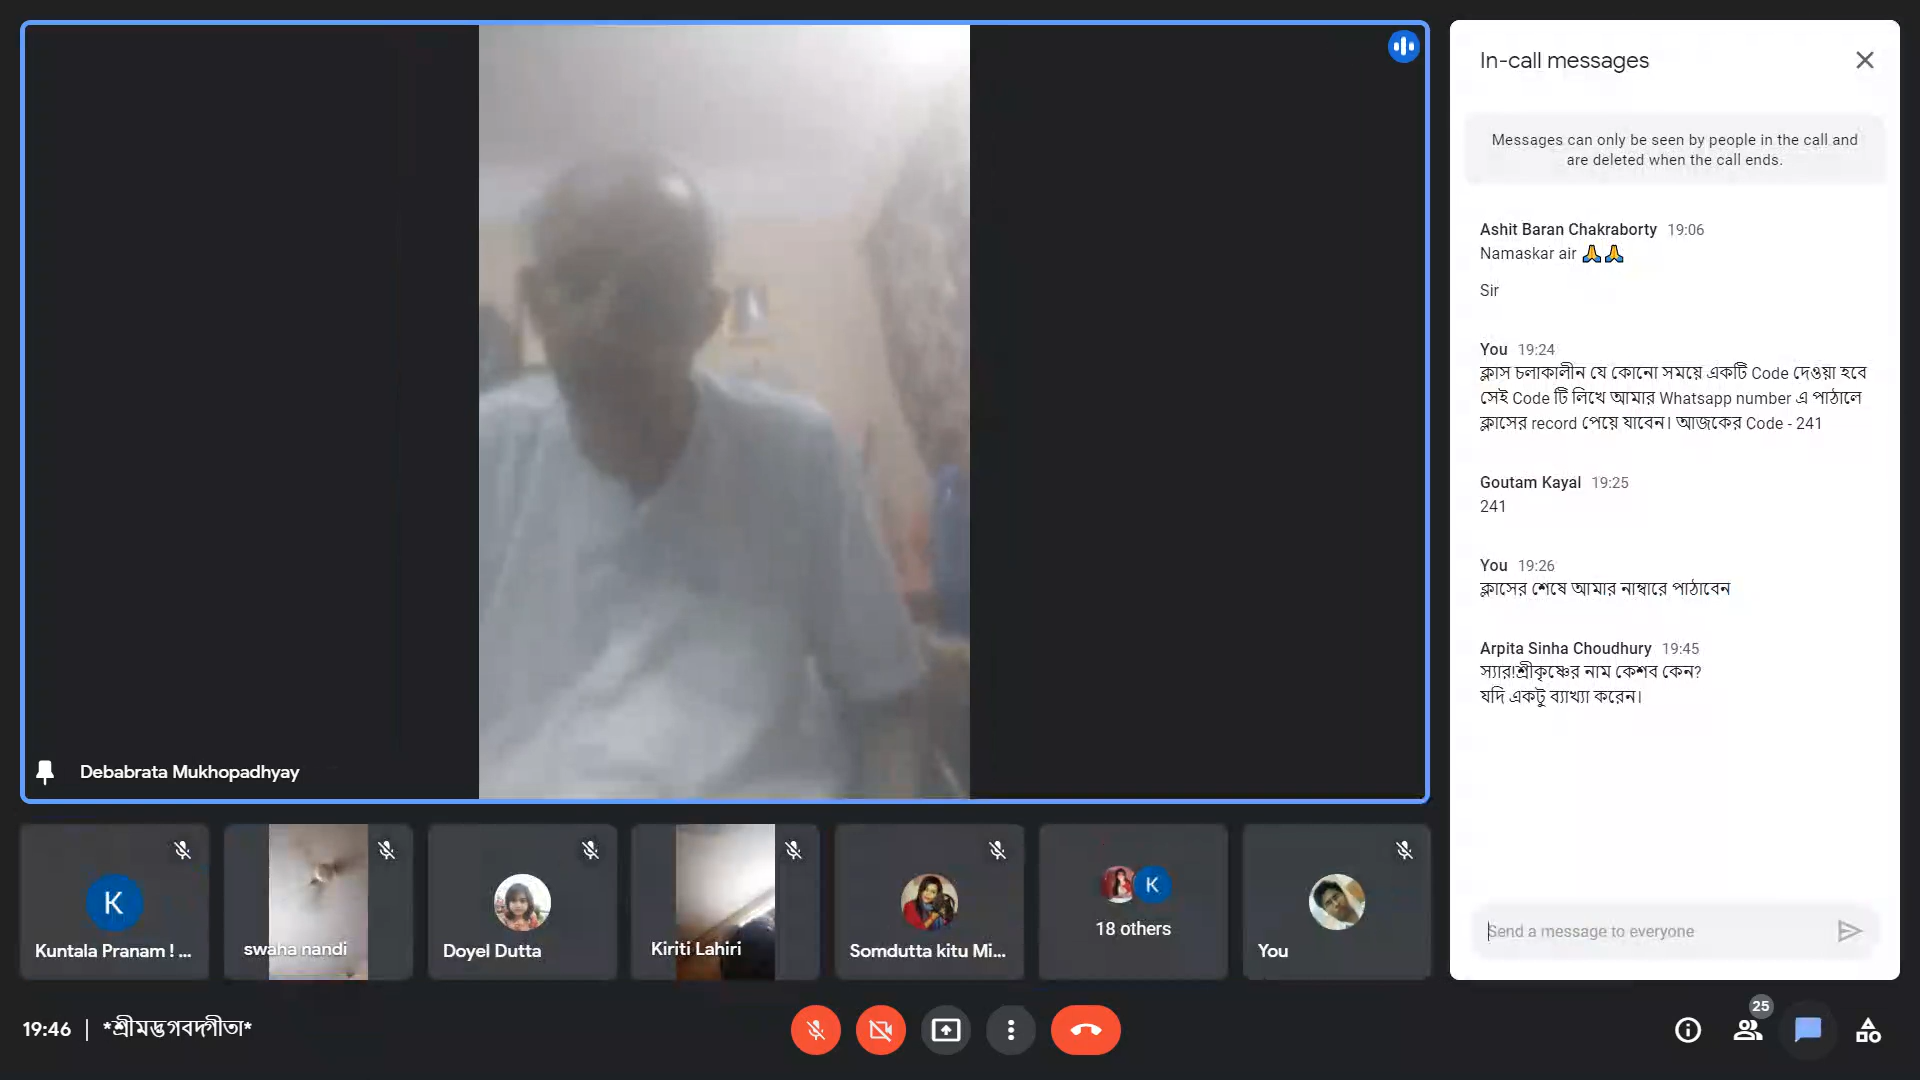 In-call messages
Messages can only be seen by people in the call and
are deleted when the call ends.
Ashit Baran Chakraborty 19:06
Namaskar air 🙏🙏
Sir
You 19:24
ক্লাস চলাকালীন যে কোনো সময়ে একটি Code দেওয়া হবে
সেই Code টি লিখে আমার Whatsapp number এ পাঠালে
ক্লাসের record পেয়ে যাবেন। আজকের Code - 241
Goutam Kayal 19:25
241
You 19:26
ক্লাসের শেষে আমার নাম্বারে পাঠাবেন
Arpita Sinha Choudhury 19:45
স্যার!শ্রীকৃষ্ণের নাম কেশব কেন?
যদি একটু ব্যাখ্যা করেন।
Send a message to everyone
Debabrata Mukhopadhyay
K
Kuntala Pranam ! ...
swaha nandi
Doyel Dutta
Kiriti Lahiri
Somdutta kitu Mi...
K
18 others
You
19:46 | *শ্রীমদ্ভগবদ্গীতা*
25